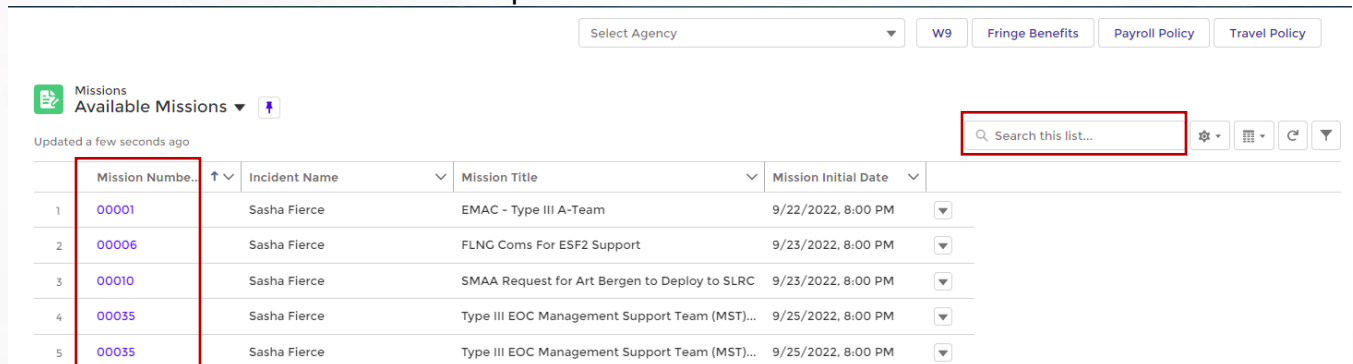 Select Agency W9 Fringe Benefits Payroll Policy Travel Policy
Missions
Available Missions
Updated a few seconds ago
Search this list...
Mission Numbe... Incident Name Mission Title Mission Initial Date
1 00001 Sasha Fierce EMAC - Type III A-Team 9/22/2022, 8:00 PM
2 00006 Sasha Fierce FLNG Coms For ESF2 Support 9/23/2022, 8:00 PM
3 00010 Sasha Fierce SMAA Request for Art Bergen to Deploy to SLRC 9/23/2022, 8:00 PM
4 00035 Sasha Fierce Type III EOC Management Support Team (MST)... 9/25/2022, 8:00 PM
5 00035 Sasha Fierce Type III EOC Management Support Team (MST)... 9/25/2022, 8:00 PM